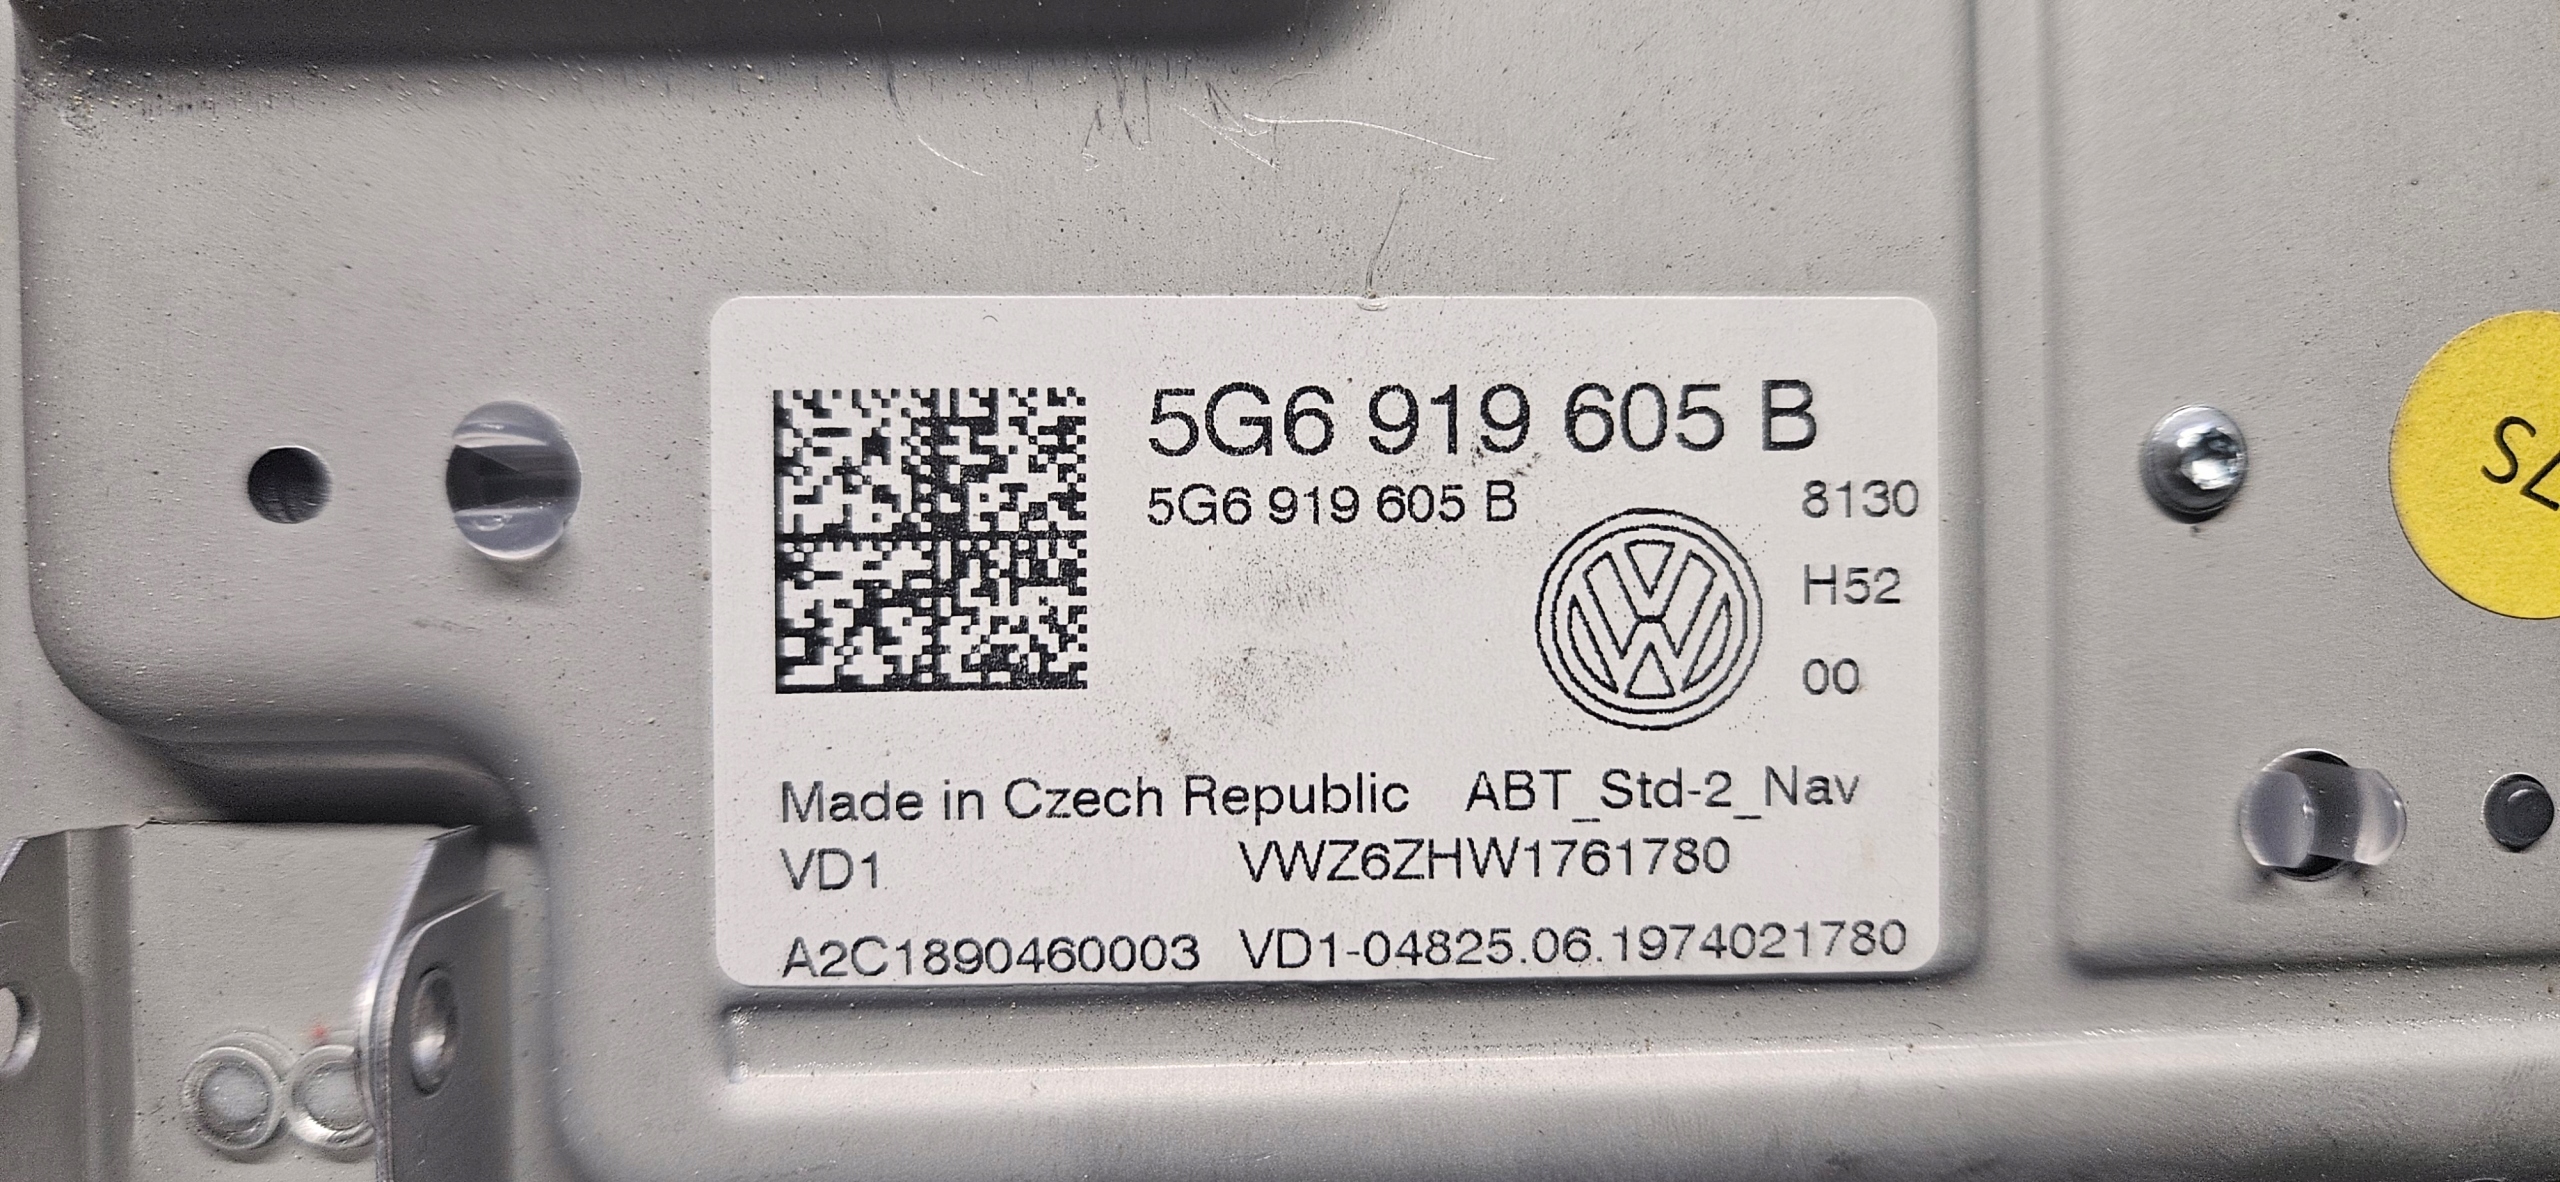 5G6 919 605 B
5G6 919 605 B 8130
H52
00
Made in Czech Republic ABT_Std-2_Nav
VD1 VWZ6ZHW1761780
A2C1890460003 VD1-04825.06.1974021780